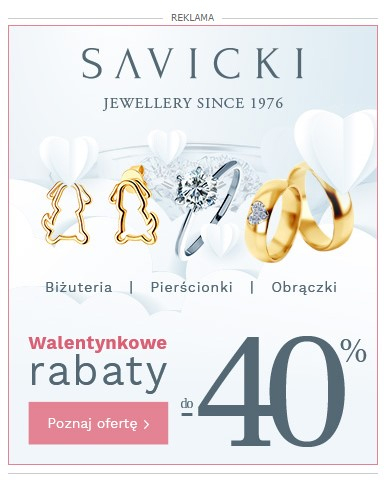 REKLAMA
SAVICKI
JEWELLERY SINCE 1976
Biżuteria | Pierścionki | Obrączki
Walentynkowe
rabaty
do 40%
Poznaj ofertę >